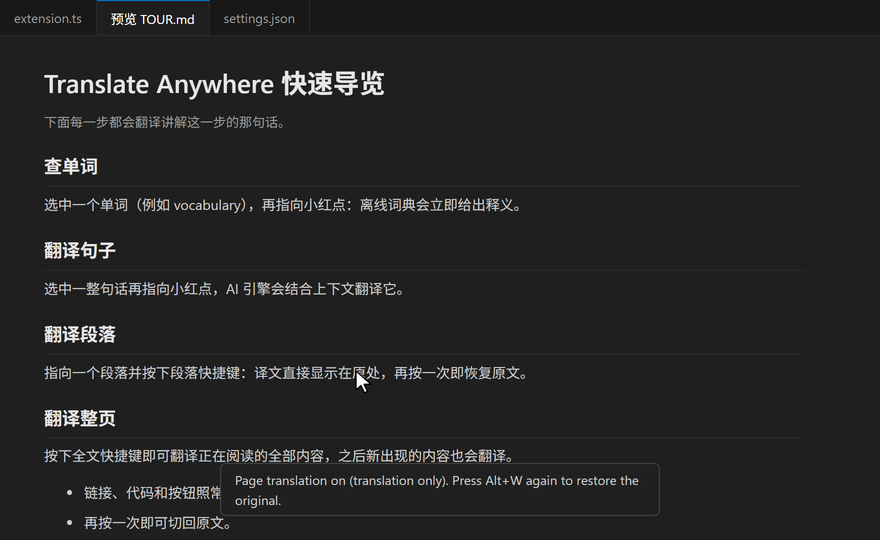 extension.ts
预览 TOUR.md
settings.json
Translate Anywhere 快速导览
下面每一步都会翻译讲解这一步的那句话。
查单词
选中一个单词（例如 vocabulary），再指向小红点：离线词典会立即给出释义。
翻译句子
选中一整句话再指向小红点，AI 引擎会结合上下文翻译它。
翻译段落
指向一个段落并按下段落快捷键：译文直接显示在原处，再按一次即恢复原文。
翻译整页
按下全文快捷键即可翻译正在阅读的全部内容，之后新出现的内容也会翻译。
链接、代码和按钮照常
再按一次即可切回原文。
Page translation on (translation only). Press Alt+W again to restore the
original.